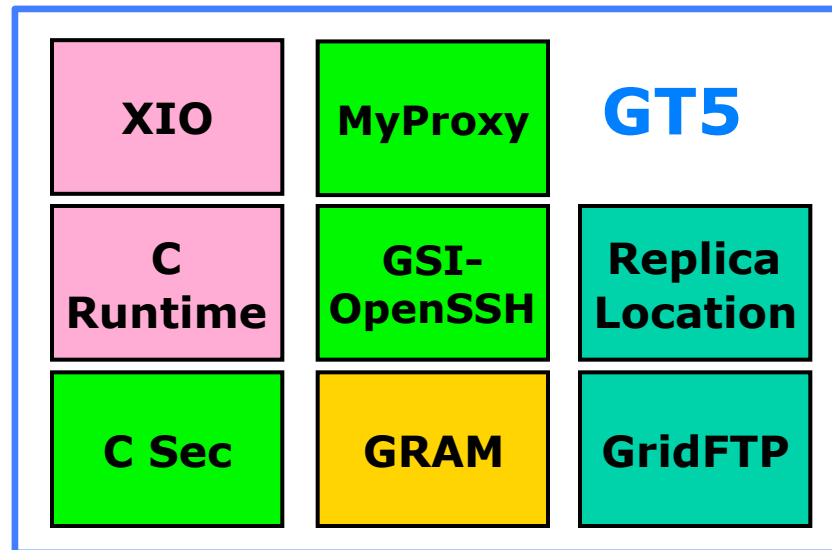 XIO
MyProxy
GT5
C
Runtime
GSI-
OpenSSH
Replica
Location
C Sec
GRAM
GridFTP